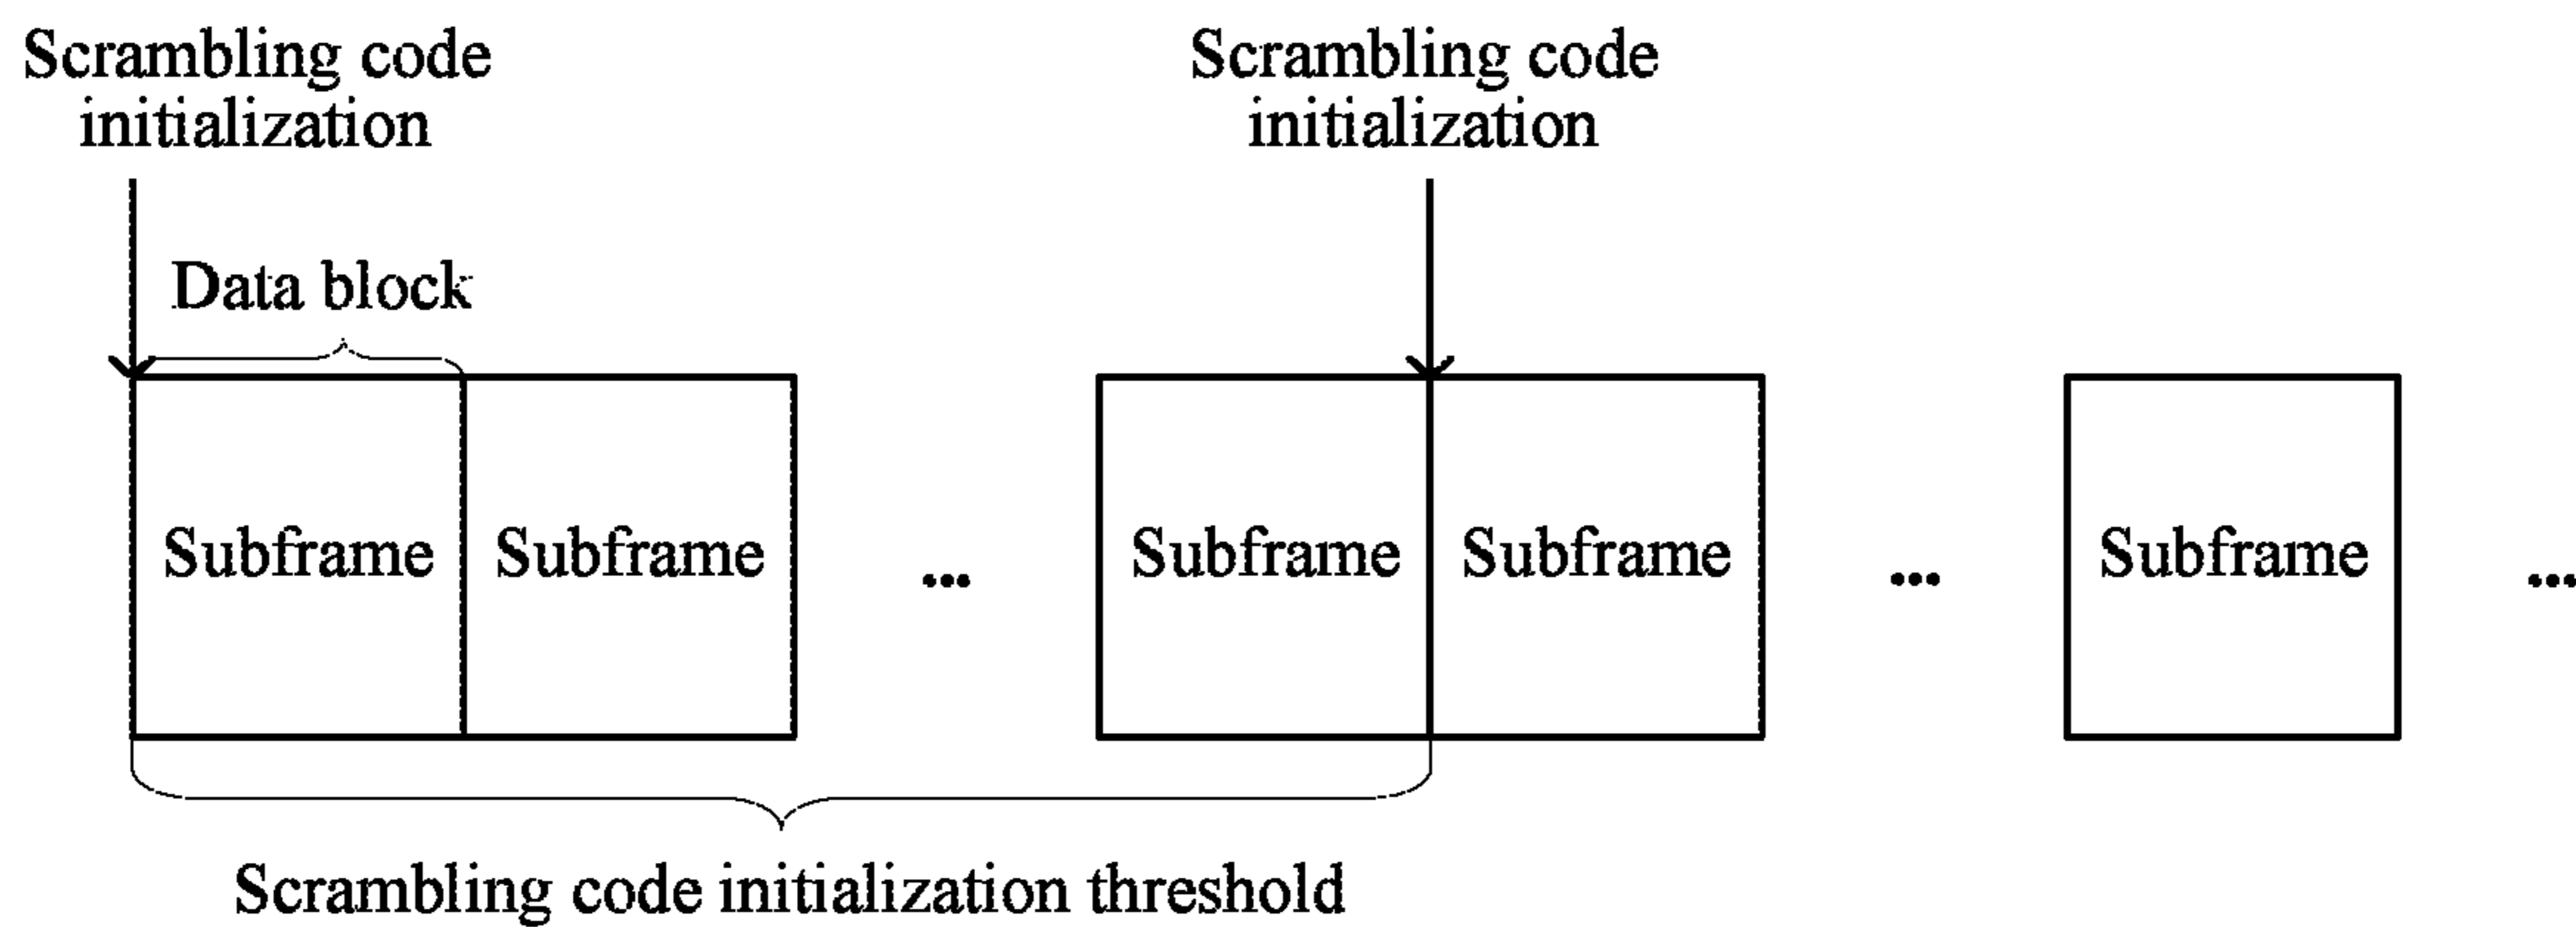 Scrambling code
initialization
Scrambling code
initialization
Data block
Subframe Subframe ... Subframe Subframe ... Subframe ...
Scrambling code initialization threshold